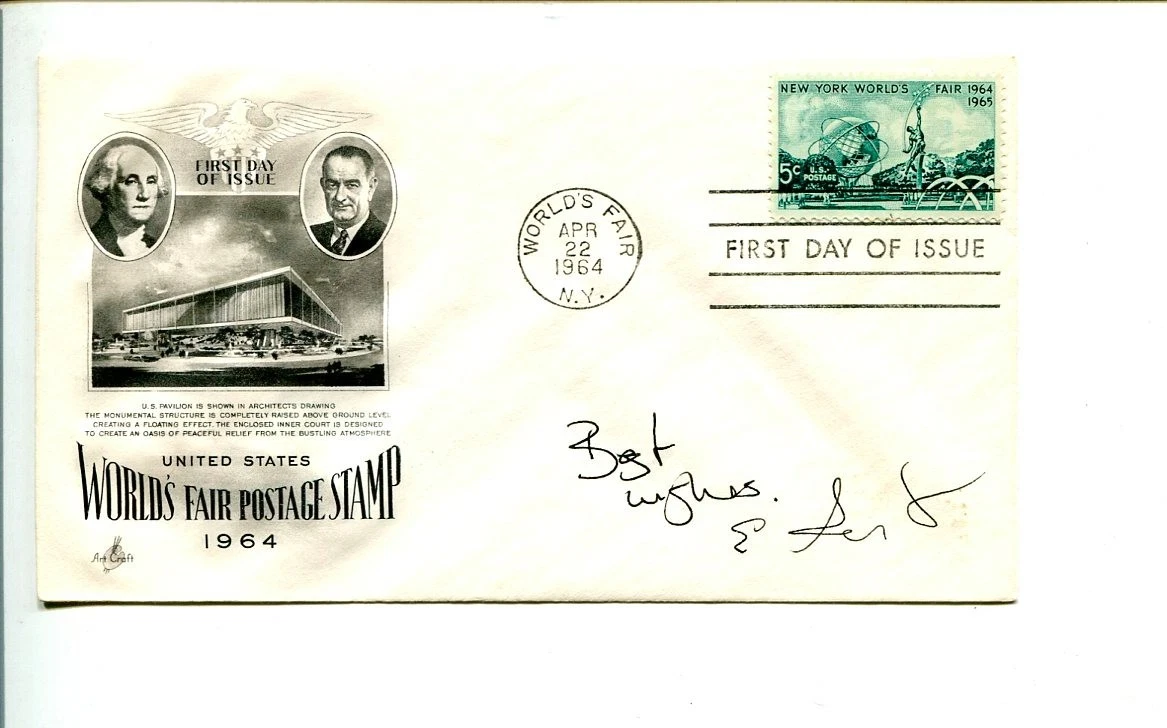 FIRST DAY
OF ISSUE
U.S. PAVILION IS SHOWN IN ARCHITECTS DRAWING
THE MONUMENTAL STRUCTURE IS COMPLETELY RAISED ABOVE GROUND LEVEL
CREATING A FLOATING EFFECT. THE ENCLOSED INNER COURT IS DESIGNED
TO CREATE AN OASIS OF PEACEFUL RELIEF FROM THE BUSTLING ATMOSPHERE
UNITED STATES
WORLD'S FAIR POSTAGE STAMP
1964
Art Craft
WORLD'S FAIR
APR
22
1964
N.Y.
NEW YORK WORLD'S FAIR 1964
1965
5c U.S.
POSTAGE
FIRST DAY OF ISSUE
Best
wishes.
E